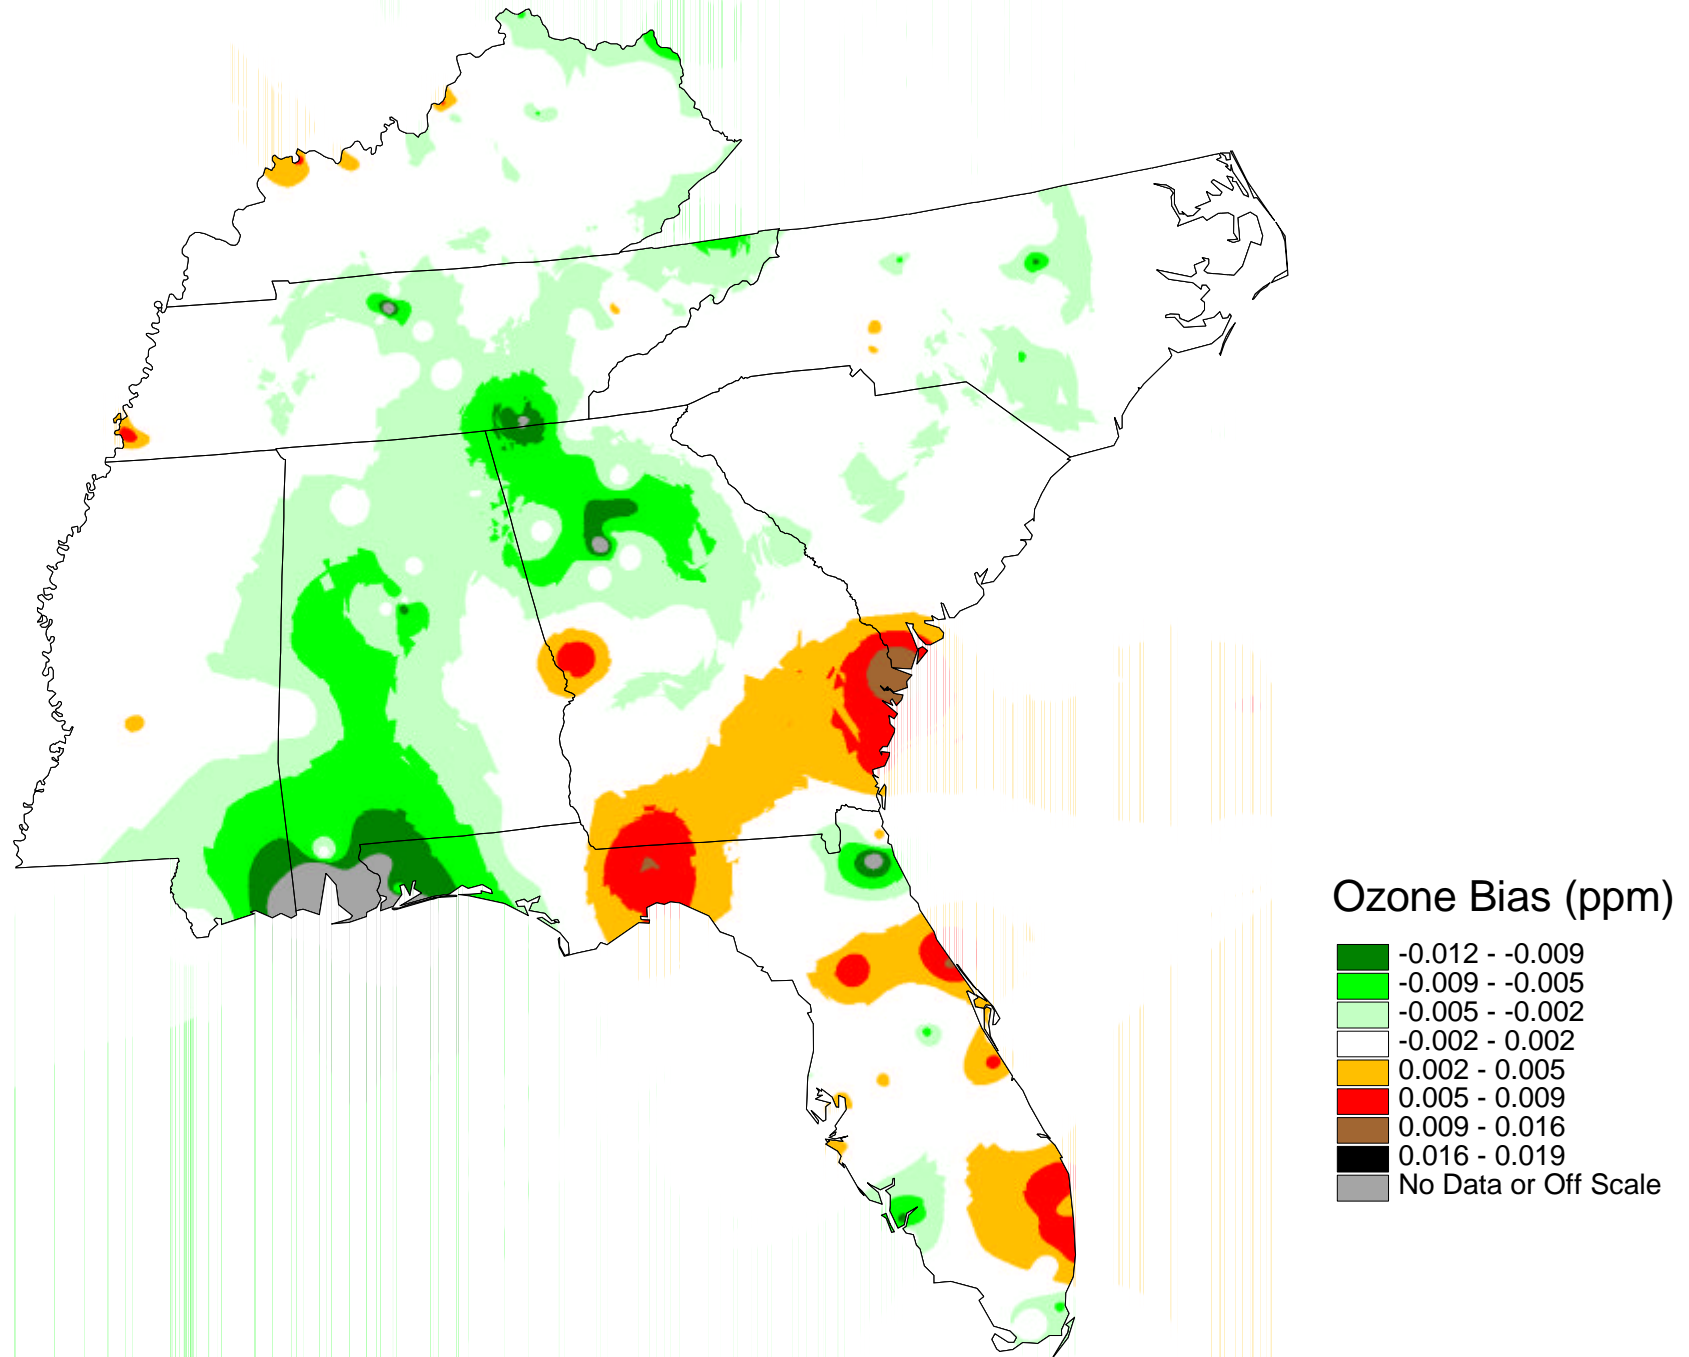 Ozone Bias (ppm)
-0.012 - -0.009
-0.009 - -0.005
-0.005 - -0.002
-0.002 - 0.002
0.002 - 0.005
0.005 - 0.009
0.009 - 0.016
0.016 - 0.019
No Data or Off Scale